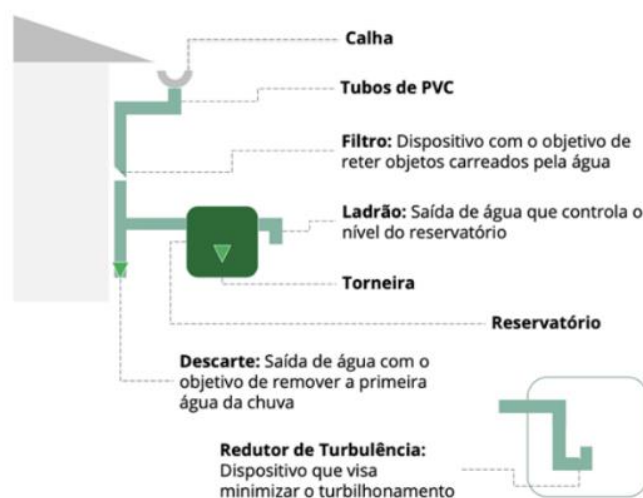 Calha
Tubos de PVC
Filtro: Dispositivo com o objetivo de
reter objetos carreados pela água
Ladrão: Saída de água que controla o
nível do reservatório
Torneira
Reservatório
Descarte: Saída de água com o
objetivo de remover a primeira
água da chuva
Redutor de Turbulência:
Dispositivo que visa
minimizar o turbilhonamento